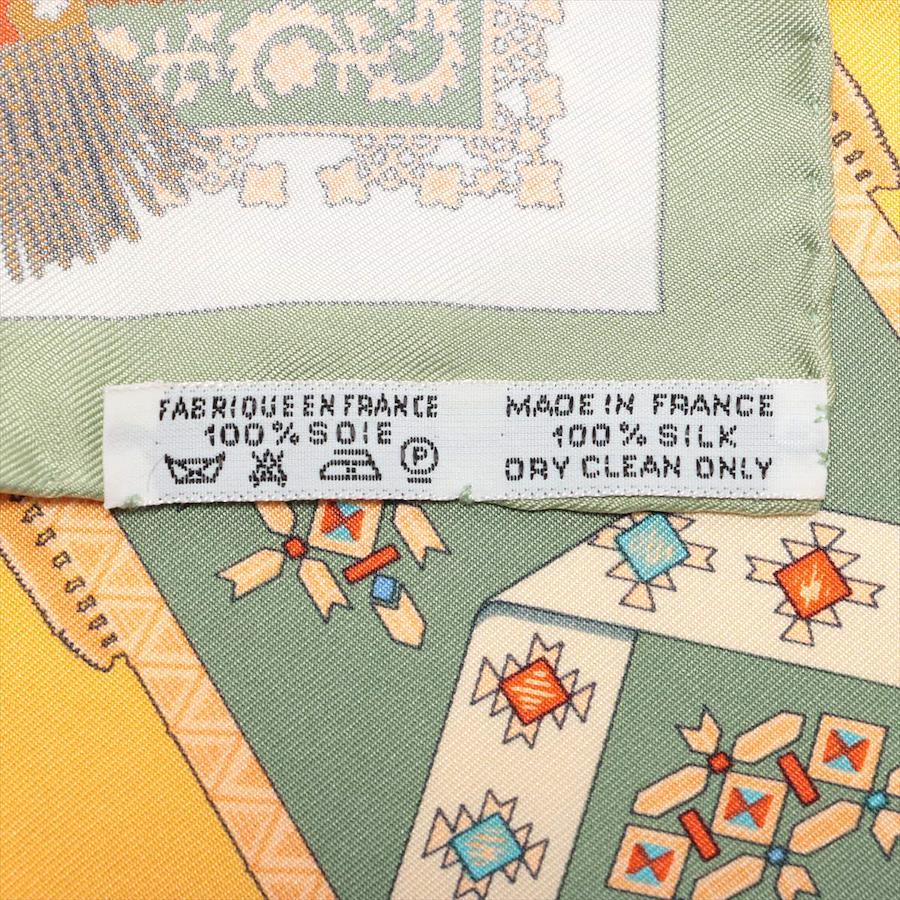 FABRIQUE EN FRANCE
100% SOIE
P
MADE IN FRANCE
100% SILK
DRY CLEAN ONLY